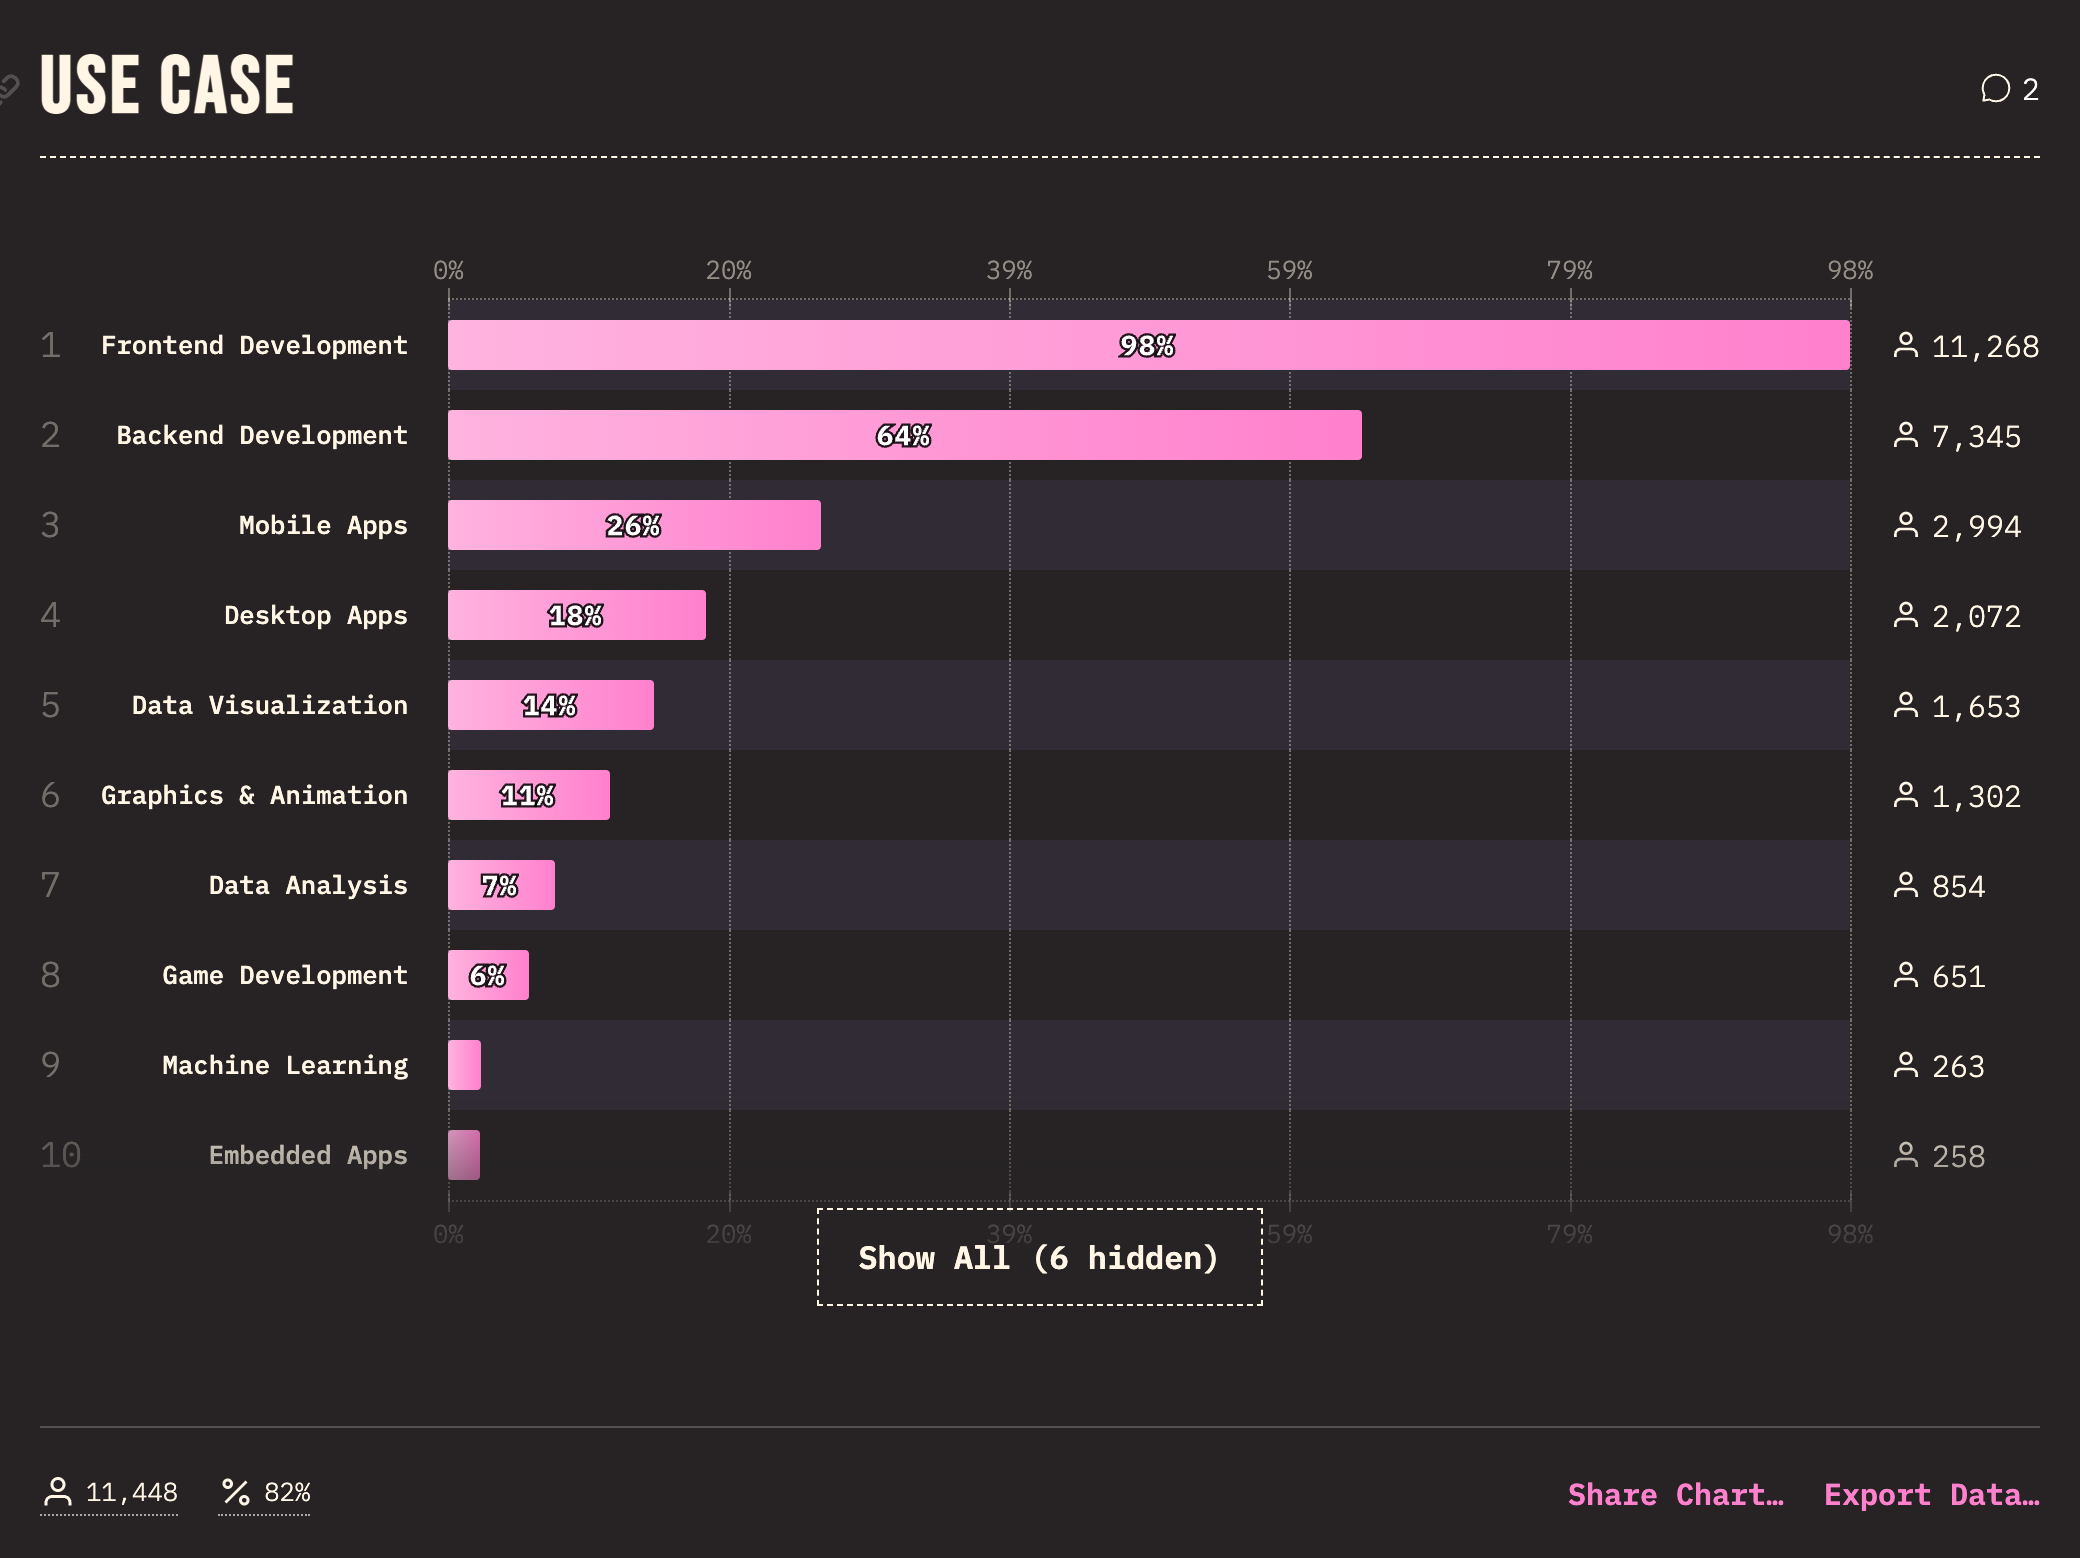 USE CASE
2
0% 20% 39% 59% 79% 98%
1 Frontend Development 98% 11,268
2 Backend Development 64% 7,345
3 Mobile Apps 26% 2,994
4 Desktop Apps 18% 2,072
5 Data Visualization 14% 1,653
6 Graphics & Animation 11% 1,302
7 Data Analysis 7% 854
8 Game Development 6% 651
9 Machine Learning 263
10 Embedded Apps 258
0% 20% 39% 59% 79% 98%
Show All (6 hidden)
11,448 82% Share Chart… Export Data…